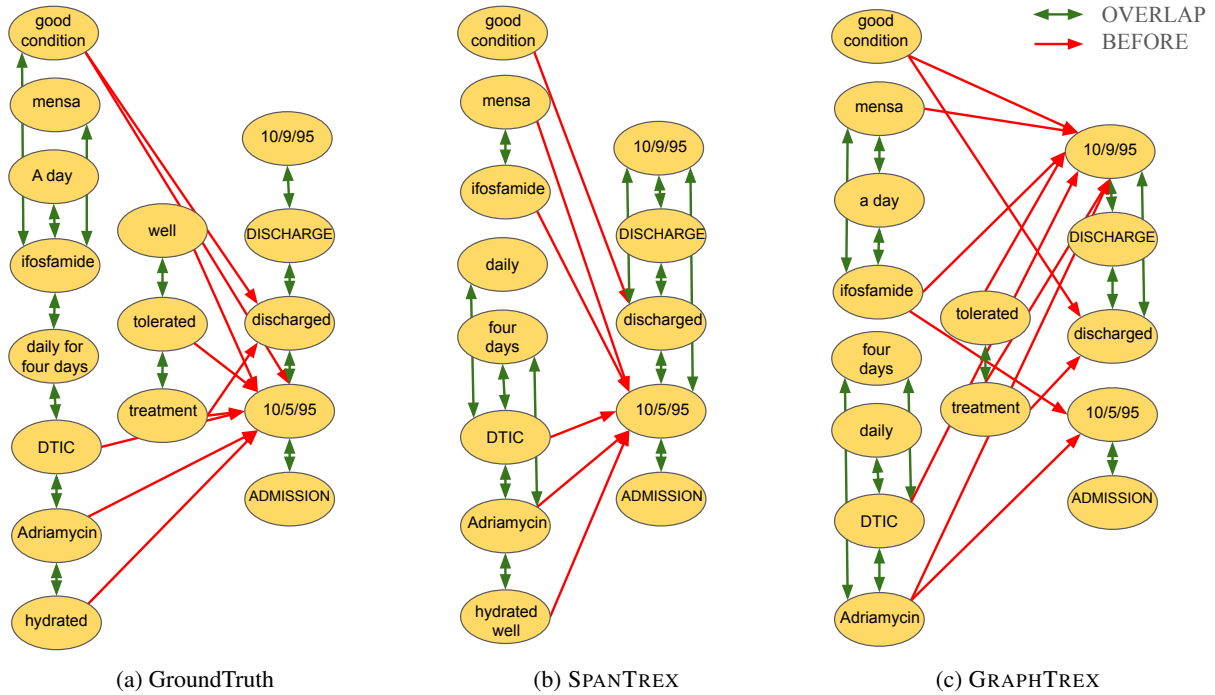 good
condition
mensa
A day
ifosfamide
daily for
four days
DTIC
Adriamycin
hydrated
well
tolerated
treatment
10/9/95
DISCHARGE
discharged
10/5/95
ADMISSION
(a) GroundTruth
good
condition
mensa
ifosfamide
daily
four
days
DTIC
Adriamycin
hydrated
well
10/9/95
DISCHARGE
discharged
10/5/95
ADMISSION
(b) SPANTREX
OVERLAP
BEFORE
good
condition
mensa
a day
ifosfamide
four
days
daily
DTIC
Adriamycin
tolerated
treatment
10/9/95
DISCHARGE
discharged
10/5/95
ADMISSION
(c) GRAPHTREX